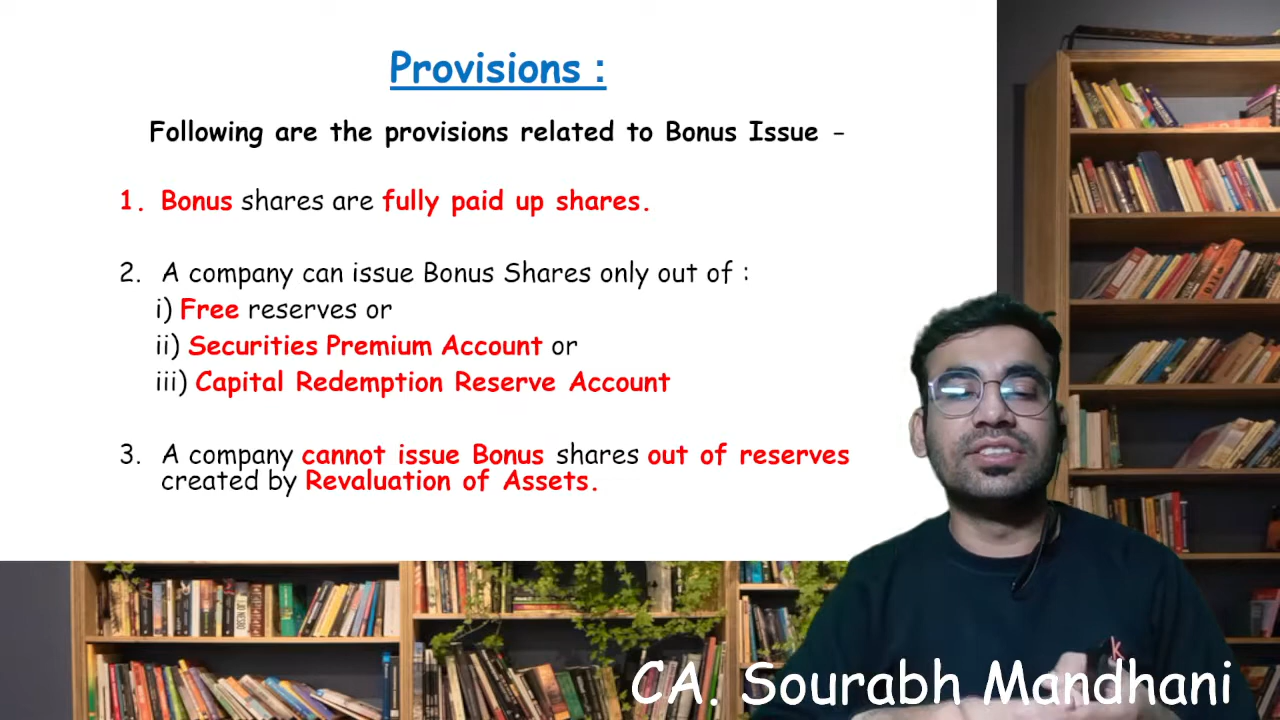 Provisions :
Following are the provisions related to Bonus Issue -
1. Bonus shares are fully paid up shares.
2. A company can issue Bonus Shares only out of :
i) Free reserves or
ii) Securities Premium Account or
iii) Capital Redemption Reserve Account
3. A company cannot issue Bonus shares out of reserves
created by Revaluation of Assets.
k
CA. Sourabh Mandhani